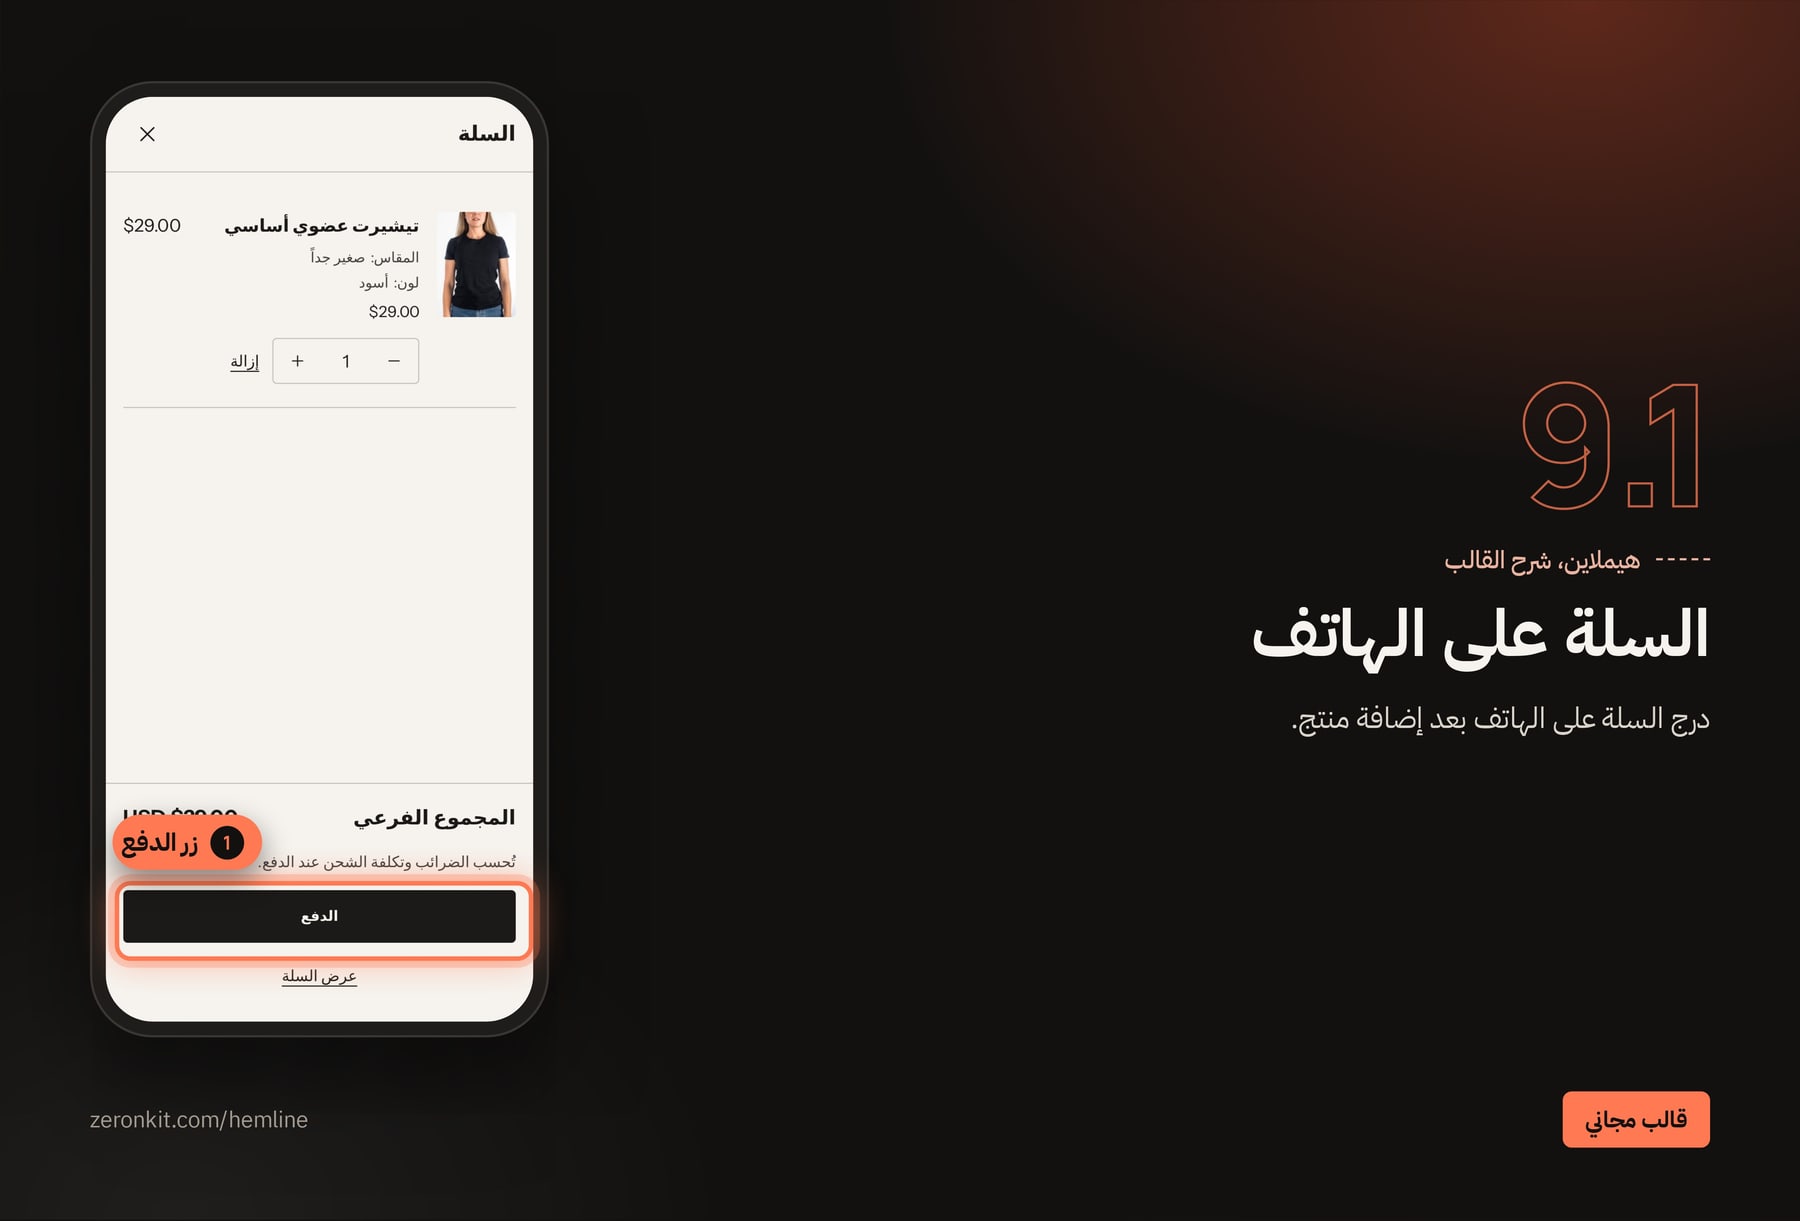 9.1
هيملاين، شرح القالب
السلة على الهاتف
درج السلة على الهاتف بعد إضافة منتج.
قالب مجاني
السلة
تيشيرت عضوي أساسي
$29.00
المقاس: صغير جداً
لون: أسود
$29.00
− 1 +
إزالة
المجموع الفرعي
1 زر الدفع
تُحسب الضرائب وتكلفة الشحن عند الدفع.
الدفع
عرض السلة
zeronkit.com/hemline